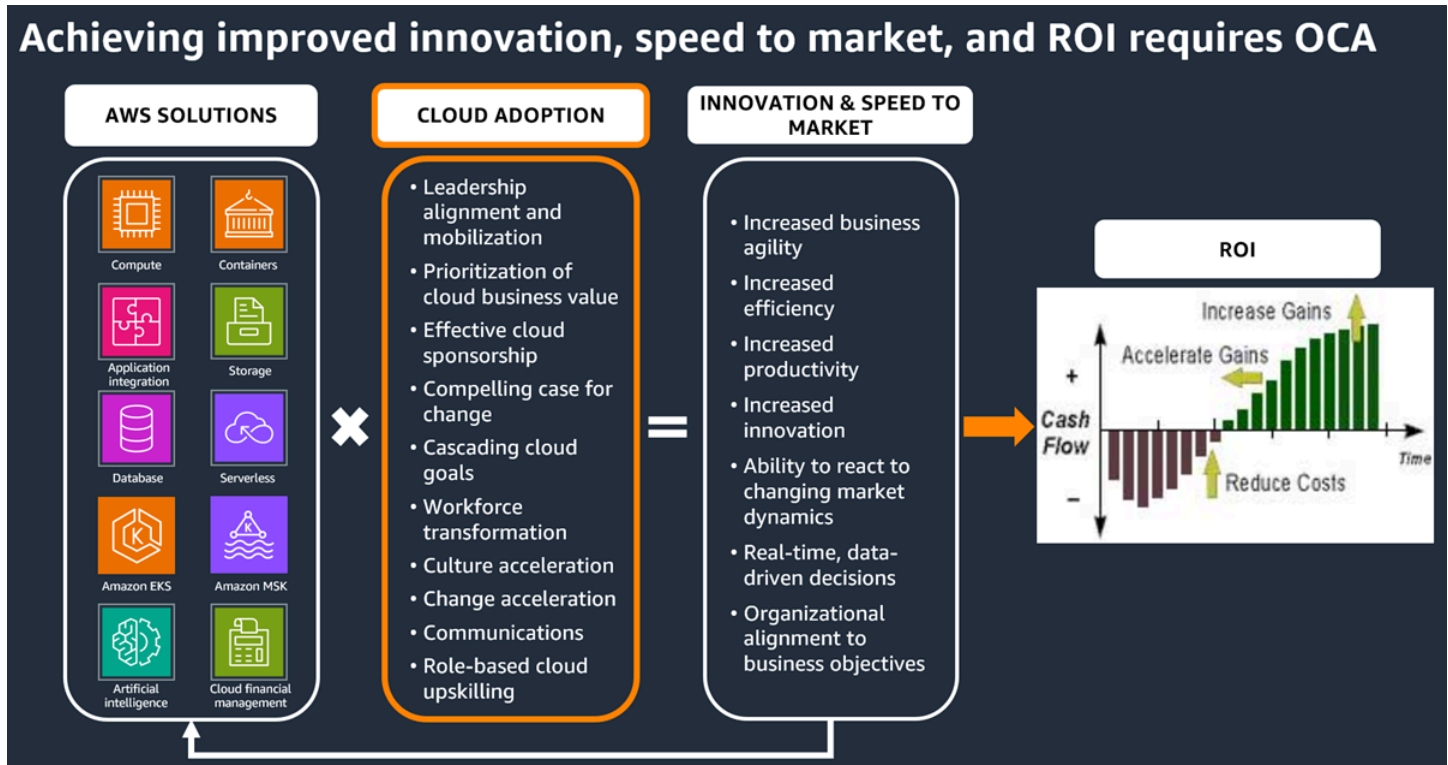 Achieving improved innovation, speed to market, and ROI requires OCA
AWS SOLUTIONS
Compute
Containers
Application
integration
Storage
Database
Serverless
K
Amazon EKS
K
Amazon MSK
Artificial
intelligence
Cloud financial
management
CLOUD ADOPTION
• Leadership
alignment and
mobilization
• Prioritization of
cloud business value
• Effective cloud
sponsorship
• Compelling case for
change
• Cascading cloud
goals
• Workforce
transformation
• Culture acceleration
• Change acceleration
• Communications
• Role-based cloud
upskilling
INNOVATION & SPEED TO
MARKET
• Increased business
agility
• Increased
efficiency
• Increased
productivity
• Increased
innovation
• Ability to react to
changing market
dynamics
• Real-time, data-
driven decisions
• Organizational
alignment to
business objectives
ROI
Increase Gains
Accelerate Gains
+
Cash
Flow
−
Time
Reduce Costs